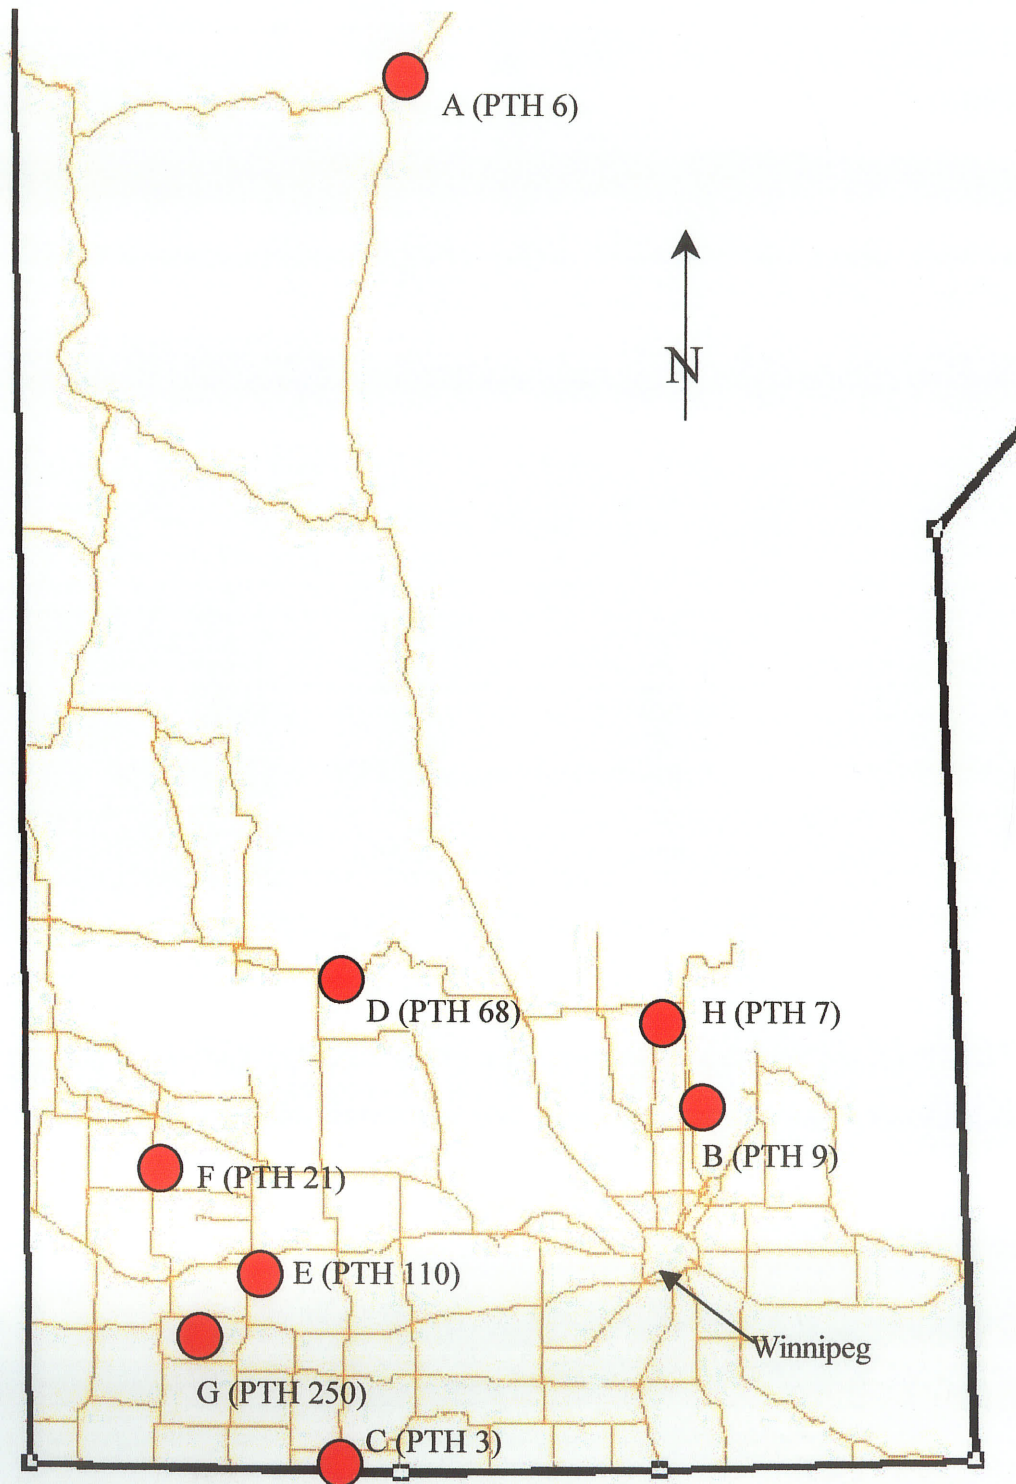 A (PTH 6)
N
D (PTH 68)
H (PTH 7)
B (PTH 9)
F (PTH 21)
E (PTH 110)
Winnipeg
G (PTH 250)
C (PTH 3)